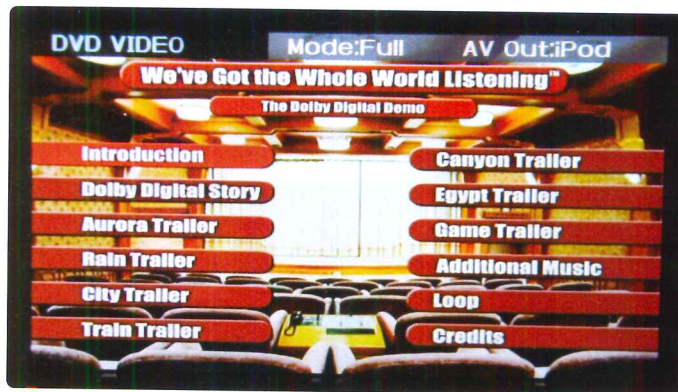 DVD VIDEO Mode:Full AV Out:iPod
We've Got the Whole World Listening™
The Dolby Digital Demo
Introduction
Dolby Digital Story
Aurora Trailer
Rain Trailer
City Trailer
Train Trailer
Canyon Trailer
Egypt Trailer
Game Trailer
Additional Music
Loop
Credits